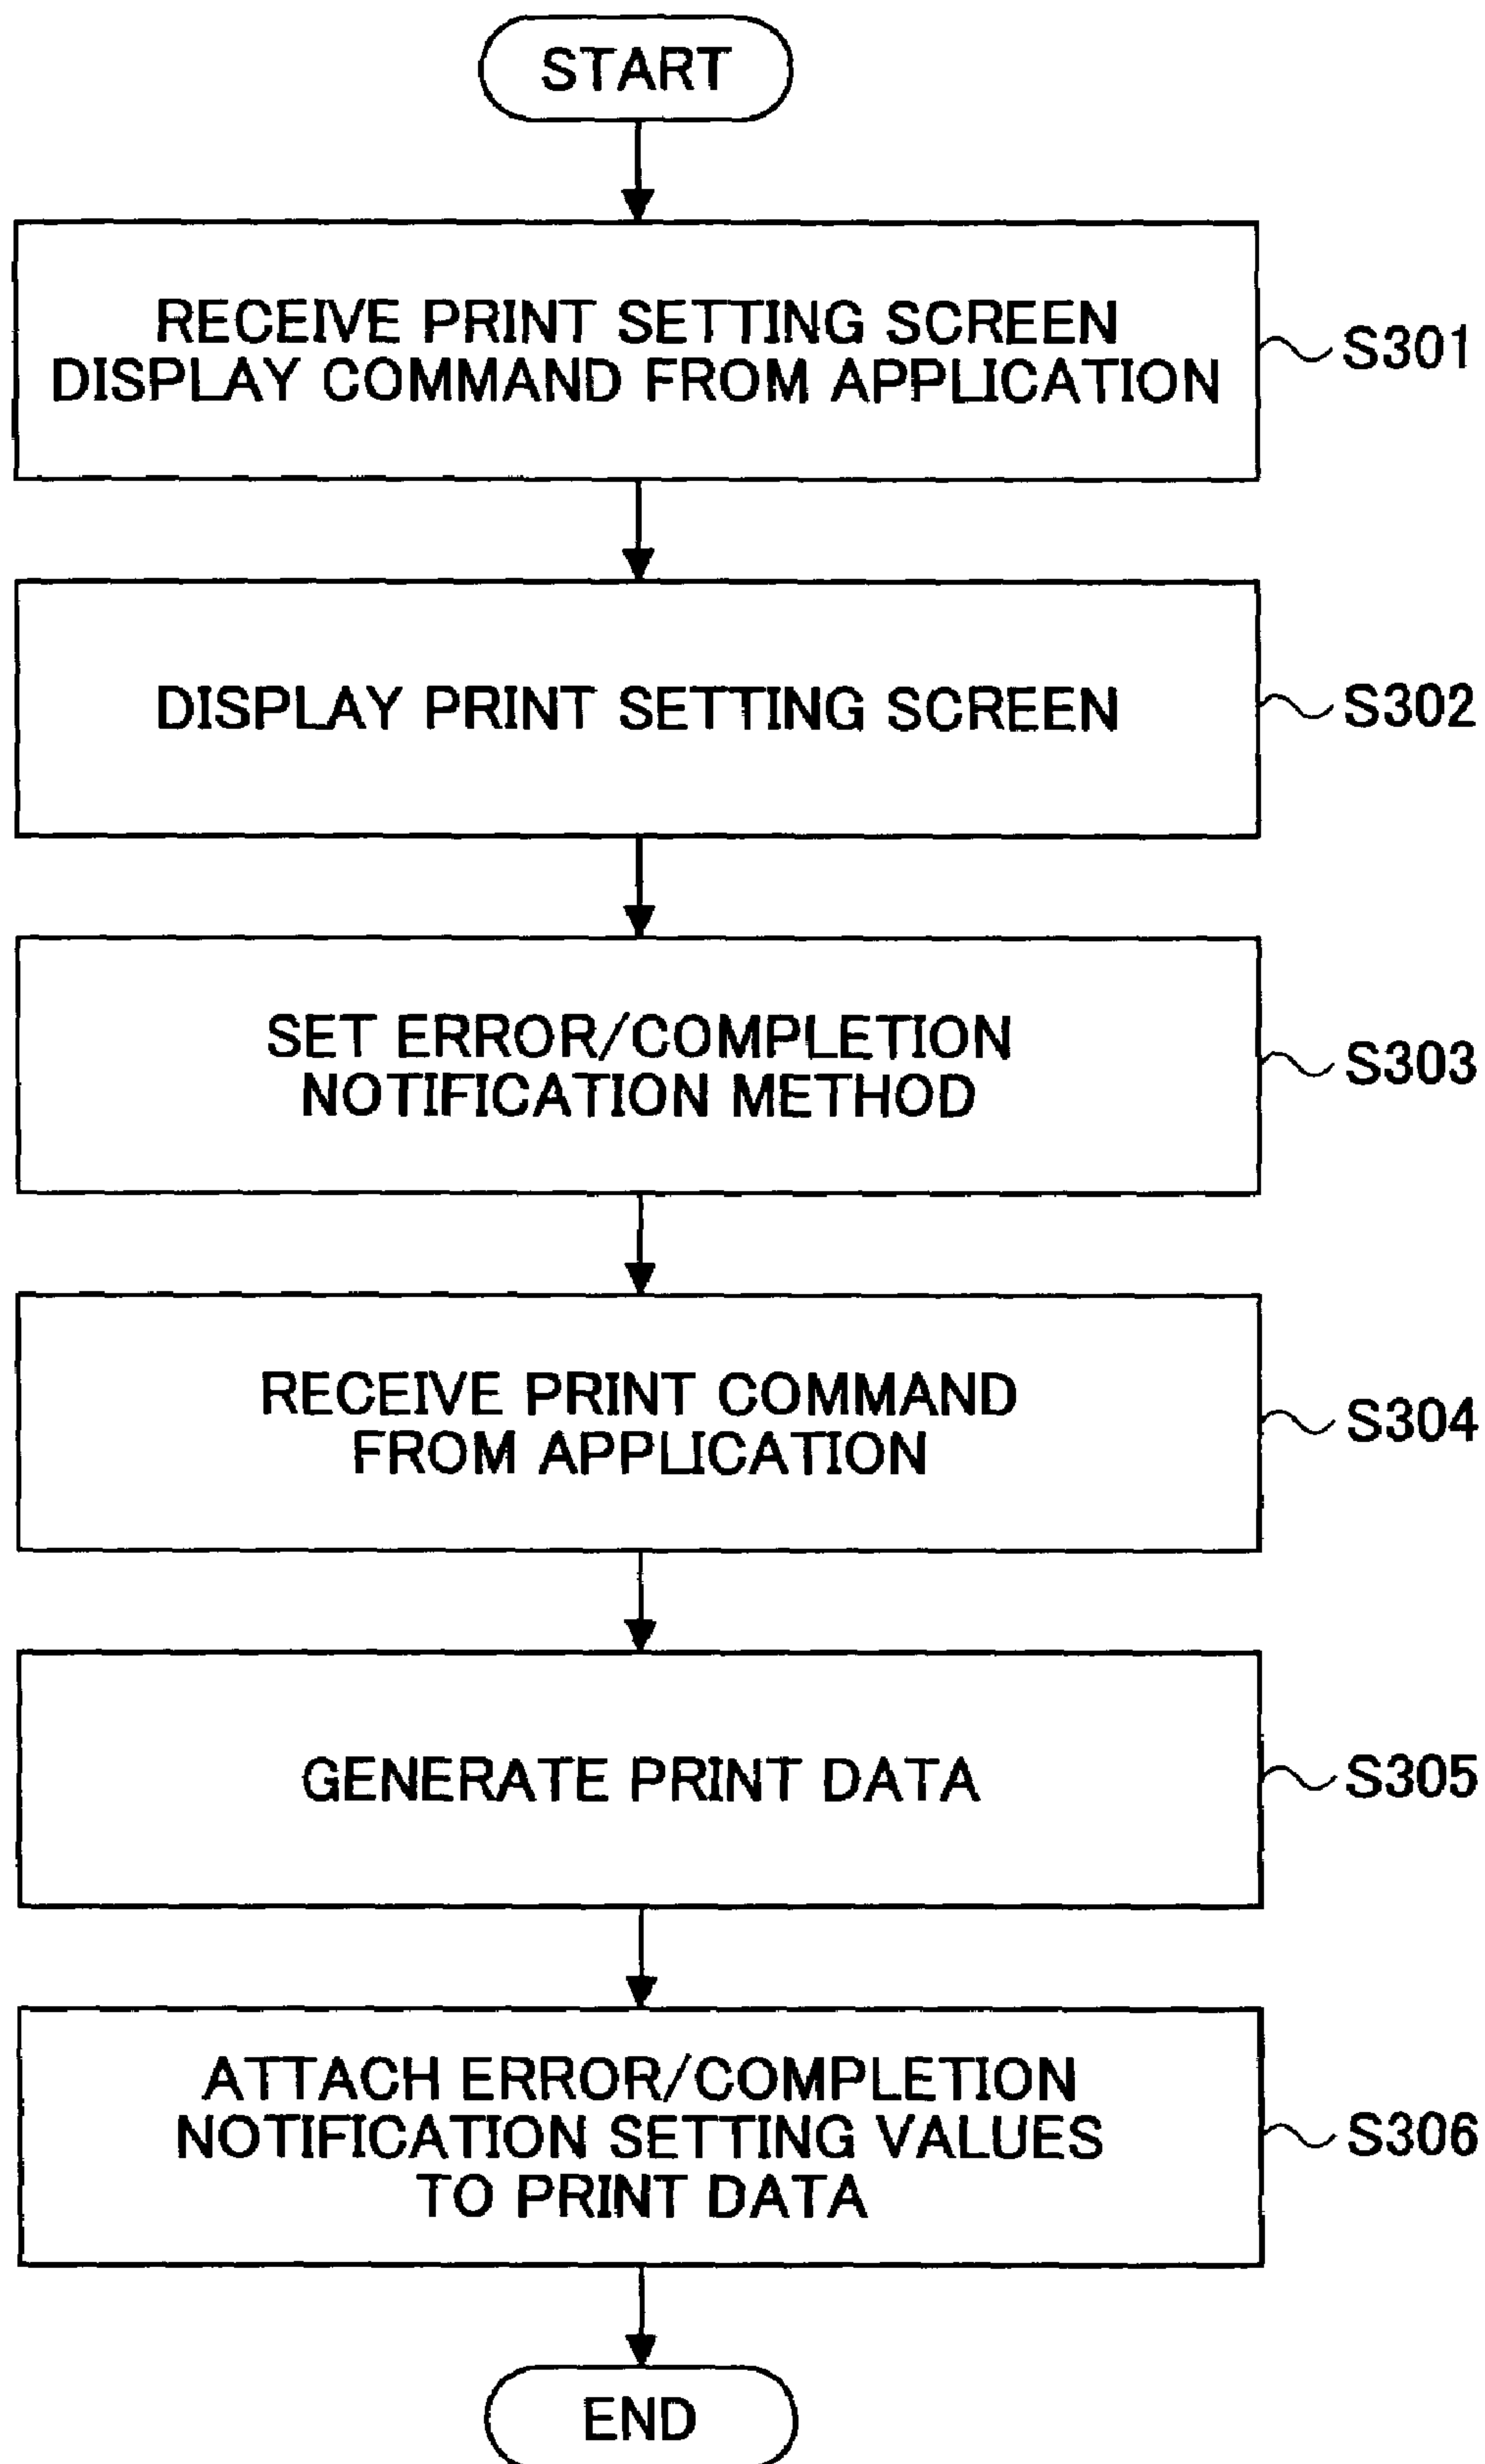 START
RECEIVE PRINT SETTING SCREEN
DISPLAY COMMAND FROM APPLICATION
S301
DISPLAY PRINT SETTING SCREEN
S302
SET ERROR/COMPLETION
NOTIFICATION METHOD
S303
RECEIVE PRINT COMMAND
FROM APPLICATION
S304
GENERATE PRINT DATA
S305
ATTACH ERROR/COMPLETION
NOTIFICATION SETTING VALUES
TO PRINT DATA
S306
END